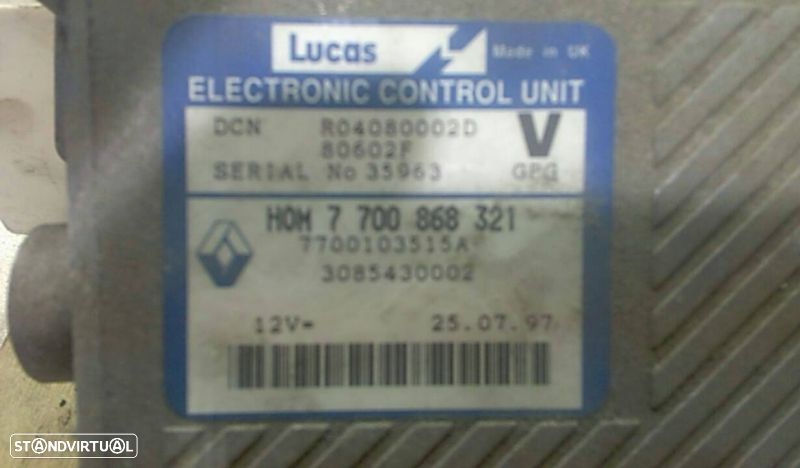 Lucas
Made in UK
ELECTRONIC CONTROL UNIT
DCN R04080002D V
80602F
SERIAL No 35963 GPG
HOM 7 700 868 321
7700103515A
3085430002
12V= 25.07.97
STANDVIRTUAL